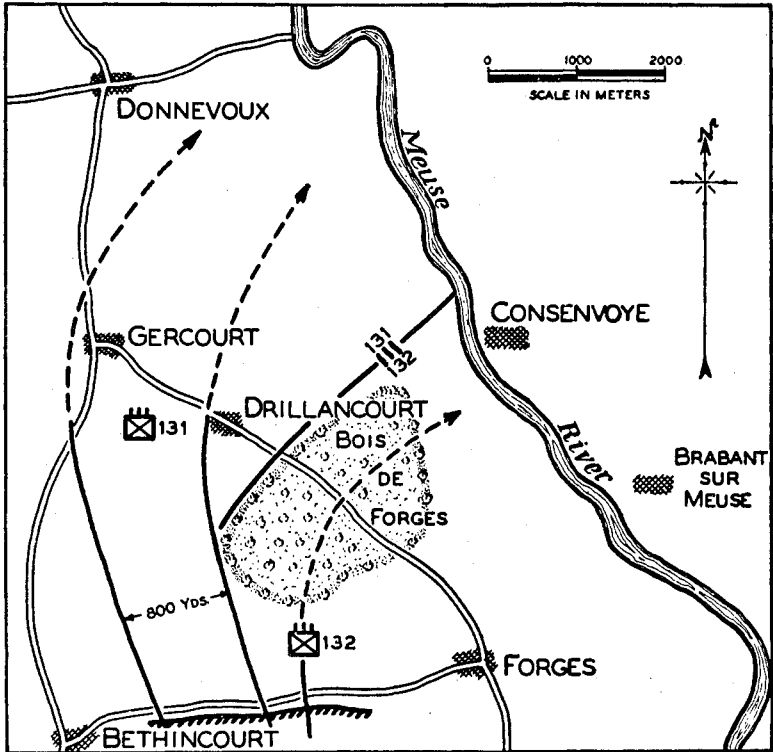 0 1000 2000
SCALE IN METERS
N
DONNEVOUX
Meuse
River
CONSENVOYE
GERCOURT
131
132
131
DRILLANCOURT
BOIS
DE
FORGES
BRABANT
SUR
MEUSE
800 YDS.
132
FORGES
BETHINCOURT